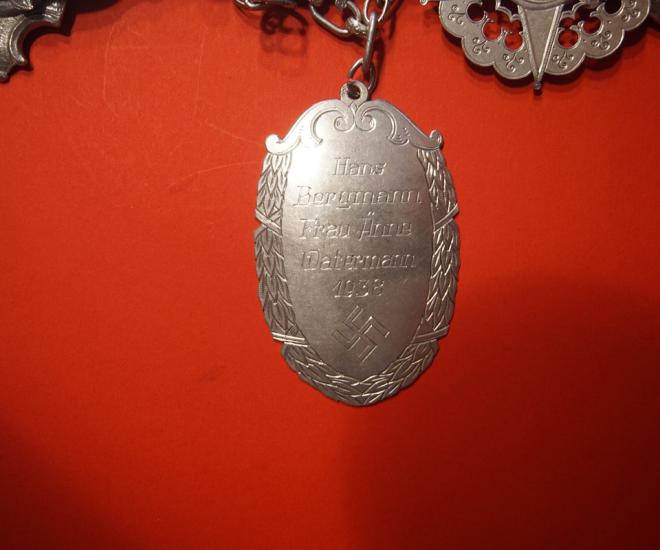 Hans
Bergmann
Frau Änne
Watermann
1938